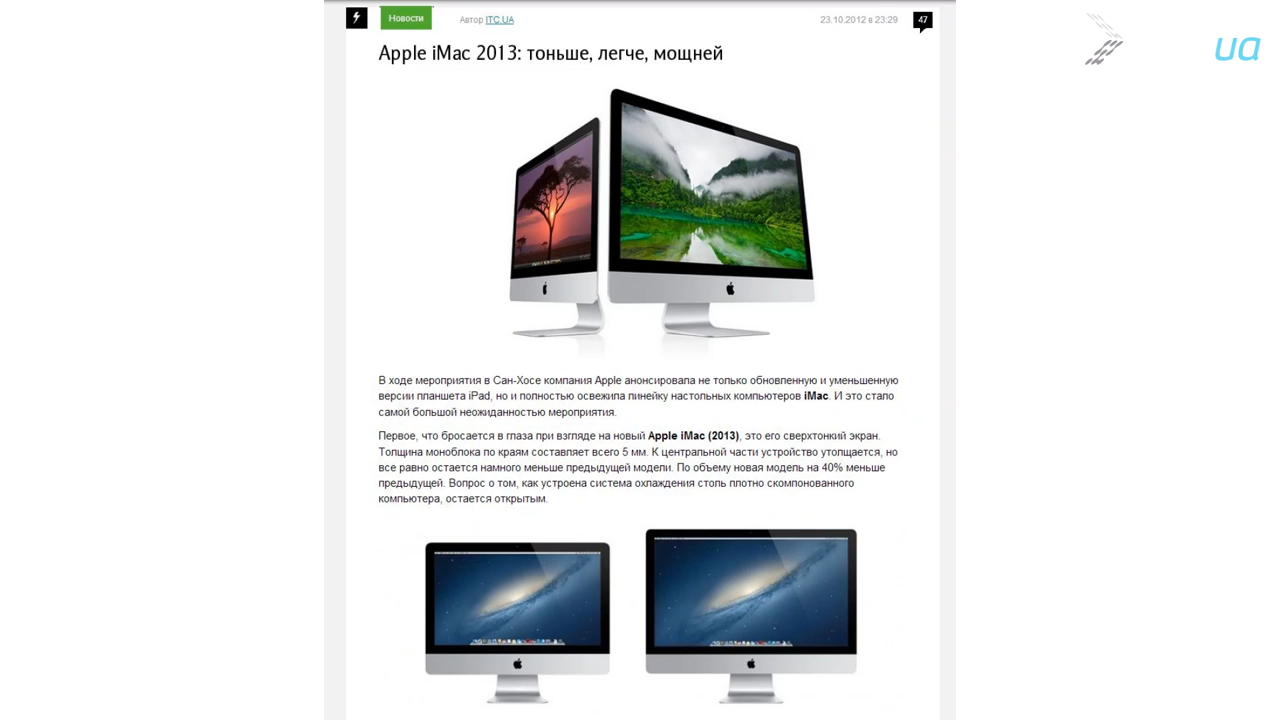 Новости
Автор ITC.UA
23.10.2012 в 23:29
47
ua
Apple iMac 2013: тоньше, легче, мощней
В ходе мероприятия в Сан-Хосе компания Apple анонсировала не только обновленную и уменьшенную
версии планшета iPad, но и полностью освежила линейку настольных компьютеров iMac. И это стало
самой большой неожиданностью мероприятия.
Первое, что бросается в глаза при взгляде на новый Apple iMac (2013), это его сверхтонкий экран.
Толщина моноблока по краям составляет всего 5 мм. К центральной части устройство утолщается, но
все равно остается намного меньше предыдущей модели. По объему новая модель на 40% меньше
предыдущей. Вопрос о том, как устроена система охлаждения столь плотно скомпонованного
компьютера, остается открытым.